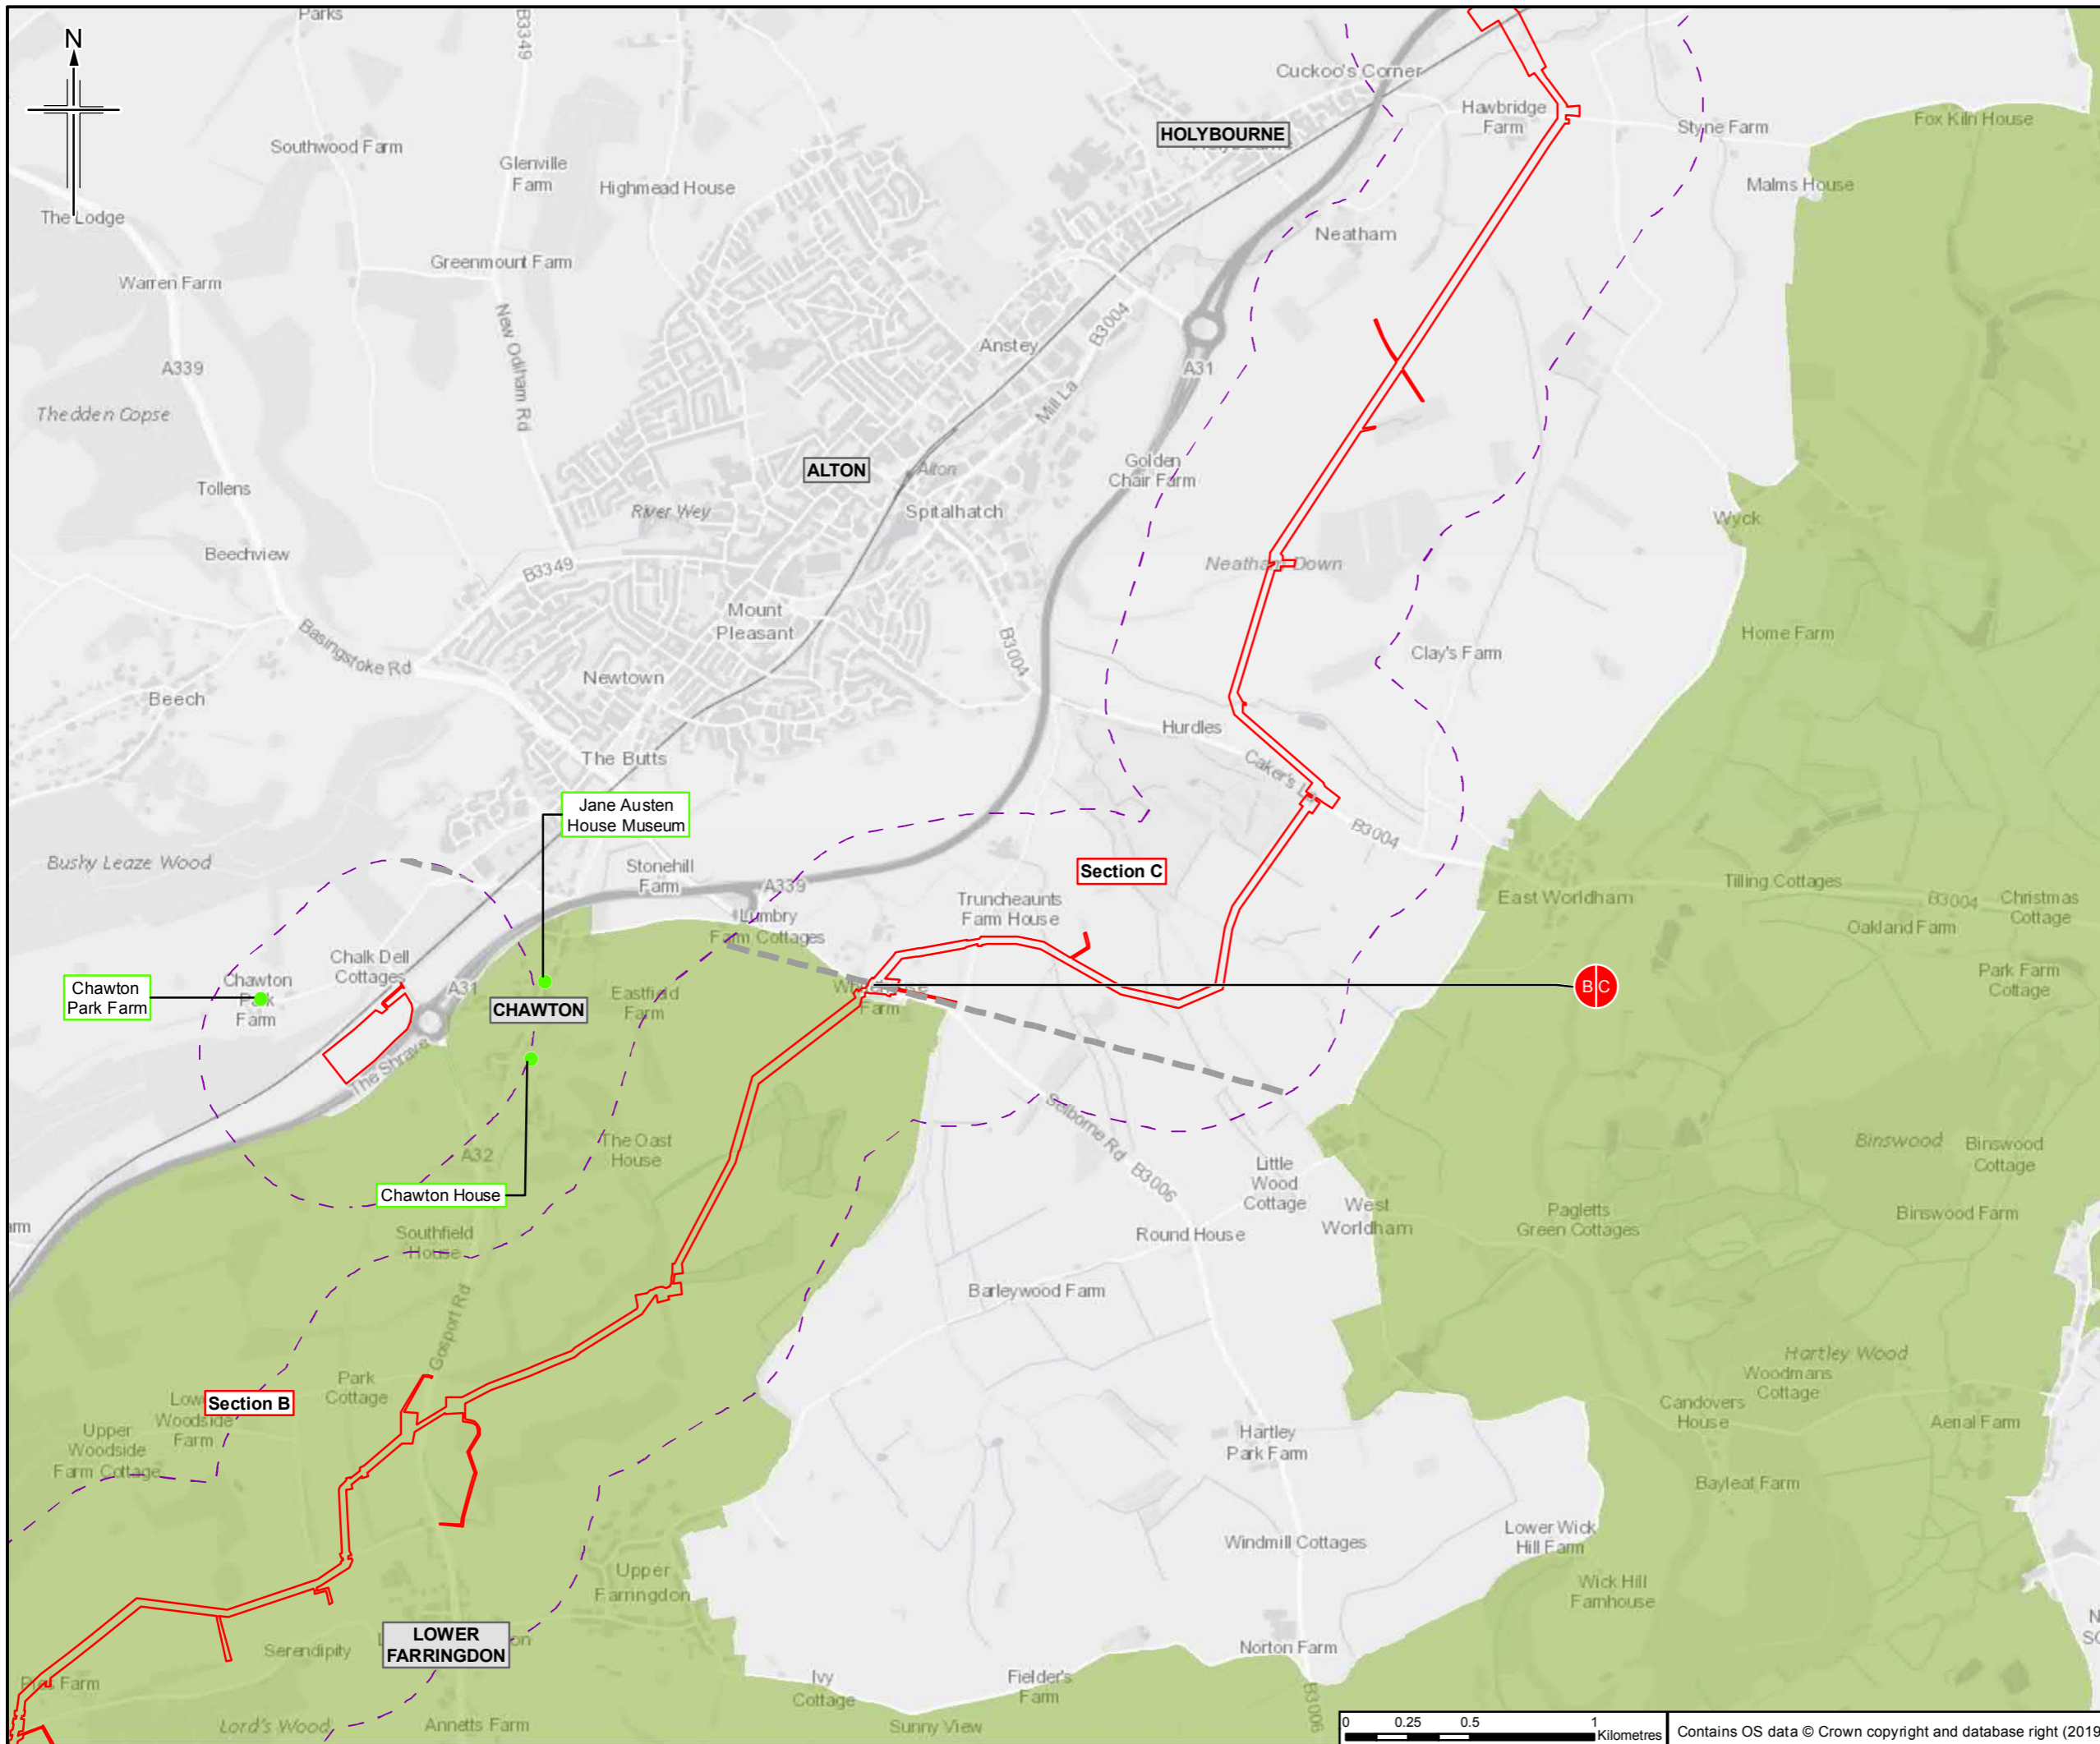 Parks
B3349
N
Cuckoo's Corner
Hawbridge
Farm
HOLYBOURNE
Styne Farm
Fox Kiln House
Southwood Farm
Glenville
Farm
Highmead House
Malms House
The Lodge
Neatham
Greenmount Farm
Warren Farm
New Odiham Rd
Anstey
B3004
A31
A339
Mill La
Thedden Copse
ALTON
Alton
Golden
Chair Farm
Tollens
River Wey
Spitalhatch
Wyck
Beechview
B3349
Neatham Down
Mount
Pleasant
Basingstoke Rd
B3004
Home Farm
Clay's Farm
Newtown
Beech
Hurdles
The Butts
Caker's La
Jane Austen
House Museum
B3004
Bushy Leaze Wood
Stonehill
Farm
A339
Section C
Tilling Cottages
Truncheaunts
Farm House
East Worldham
B3004
Christmas
Cottage
Lumbry
Farm Cottages
Oakland Farm
Chalk Dell
Cottages
Chawton
Park Farm
Chawton
Park
Farm
A31
Eastfield
Farm
CHAWTON
Farm
B C
Park Farm
Cottage
The Shrave
Selborne Rd
B3006
The Oast
House
A32
Binswood
Binswood
Cottage
Little
Wood
Cottage
Chawton House
West
Worldham
Pagletts
Green Cottages
Binswood Farm
arm
Southfield
House
Round House
Barleywood Farm
Gosport Rd
Hartley Wood
Park
Cottage
Woodmans
Cottage
Section B
Woodside
Farm
Candovers
House
Aerial Farm
Upper
Woodside
Farm Cottage
Hartley
Park Farm
Bayleaf Farm
Windmill Cottages
Lower Wick
Hill Farm
Upper
Farringdon
Wick Hill
Farmhouse
LOWER
FARRINGDON
on
Serendipity
Norton Farm
Farm
Ivy
Cottage
Fielder's
Farm
Lord's Wood
Annetts Farm
Sunny View
B3006
0 0.25 0.5 1
Kilometres
Contains OS data © Crown copyright and database right (2019